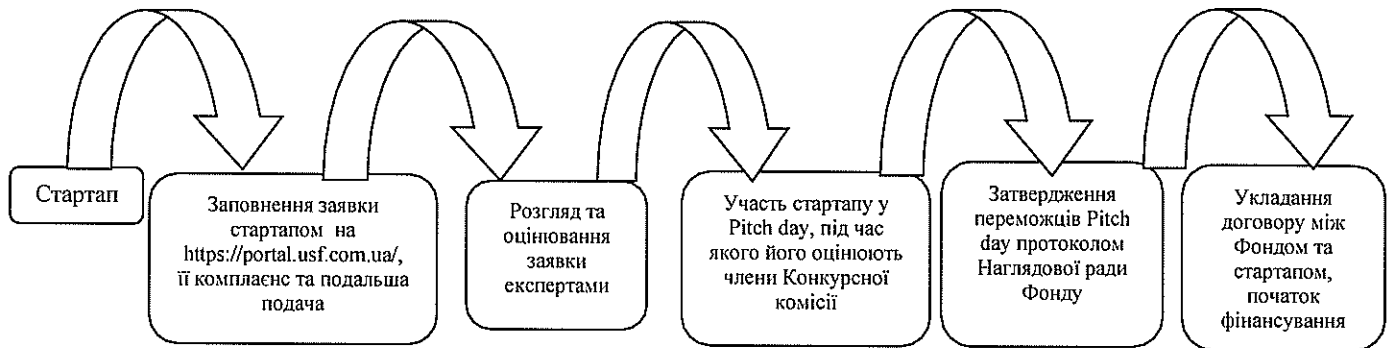 Стартап
Заповнення заявки
стартапом на
https://portal.usf.com.ua/,
її комплаєнс та подальша
подача
Розгляд та
оцінювання
заявки
експертами
Участь стартапу у
Pitch day, під час
якого його оцінюють
члени Конкурсної
комісії
Затвердження
переможців Pitch
day протоколом
Наглядової ради
Фонду
Укладання
договору між
Фондом та
стартапом,
початок
фінансування